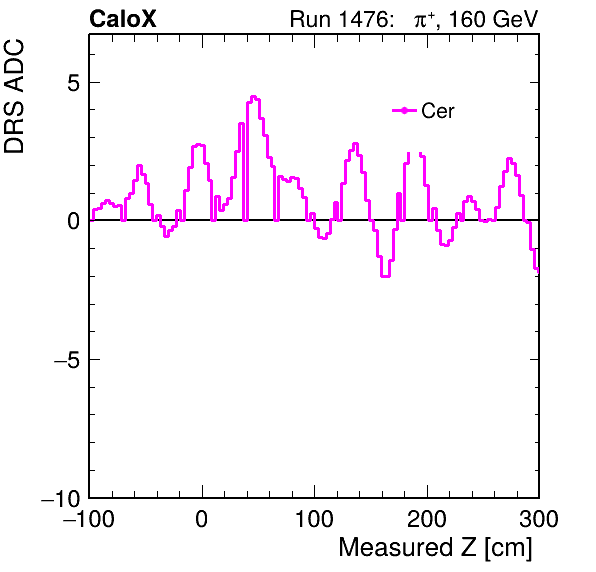 CaloX Run 1476: π⁺, 160 GeV
DRS ADC
Cer
5
0
−5
−10
−100 0 100 200 300
Measured Z [cm]